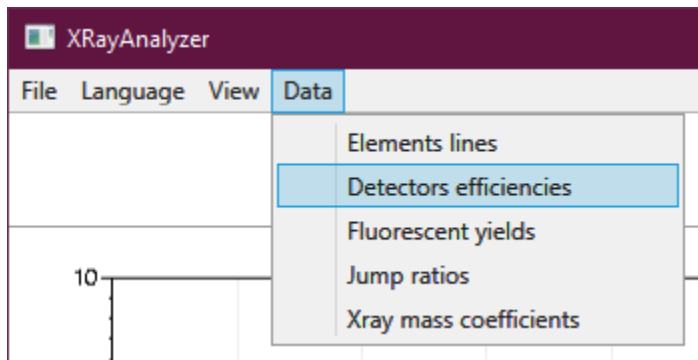 XRayAnalyzer
File Language View Data
Elements lines
Detectors efficiencies
Fluorescent yields
Jump ratios
Xray mass coefficients
10